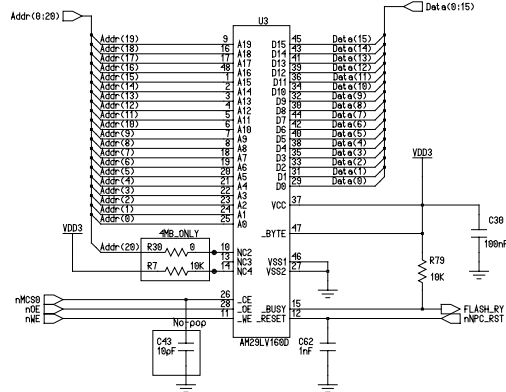 Addr(0:20)
Data(0:15)
U3
Addr(19) 9 A19 D15 45 Data(15)
Addr(18) 16 A18 D14 43 Data(14)
Addr(17) 17 A17 D13 41 Data(13)
Addr(16) 48 A16 D12 39 Data(12)
Addr(15) 1 A15 D11 36 Data(11)
Addr(14) 2 A14 D10 34 Data(10)
Addr(13) 3 A13 D9 32 Data(9)
Addr(12) 4 A12 D8 30 Data(8)
Addr(11) 5 A11 D7 44 Data(7)
Addr(10) 6 A10 D6 42 Data(6)
Addr(9) 7 A9 D5 40 Data(5)
Addr(8) 8 A8 D4 38 Data(4)
Addr(7) 18 A7 D3 35 Data(3)
Addr(6) 19 A6 D2 33 Data(2)
Addr(5) 20 A5 D1 31 Data(1)
Addr(4) 21 A4 D0 29 Data(0)
Addr(3) 22 A3
Addr(2) 23 A2
Addr(1) 24 A1
Addr(0) 25 A0
VCC 37
VDD3
VDD3
4MB_ONLY
_BYTE 47
C30
100nF
Addr(20) R30 0 10 NC2
13 NC3
R7 10K 14 NC4
VSS1 46
VSS2 27
R79
10K
nMCS0 26 _CE
nOE 28 _OE _BUSY 15 FLASH_RY
nWE 11 _WE _RESET 12 nNPC_RST
No-pop
C43
10pF
AM29LV160D
C62
1nF